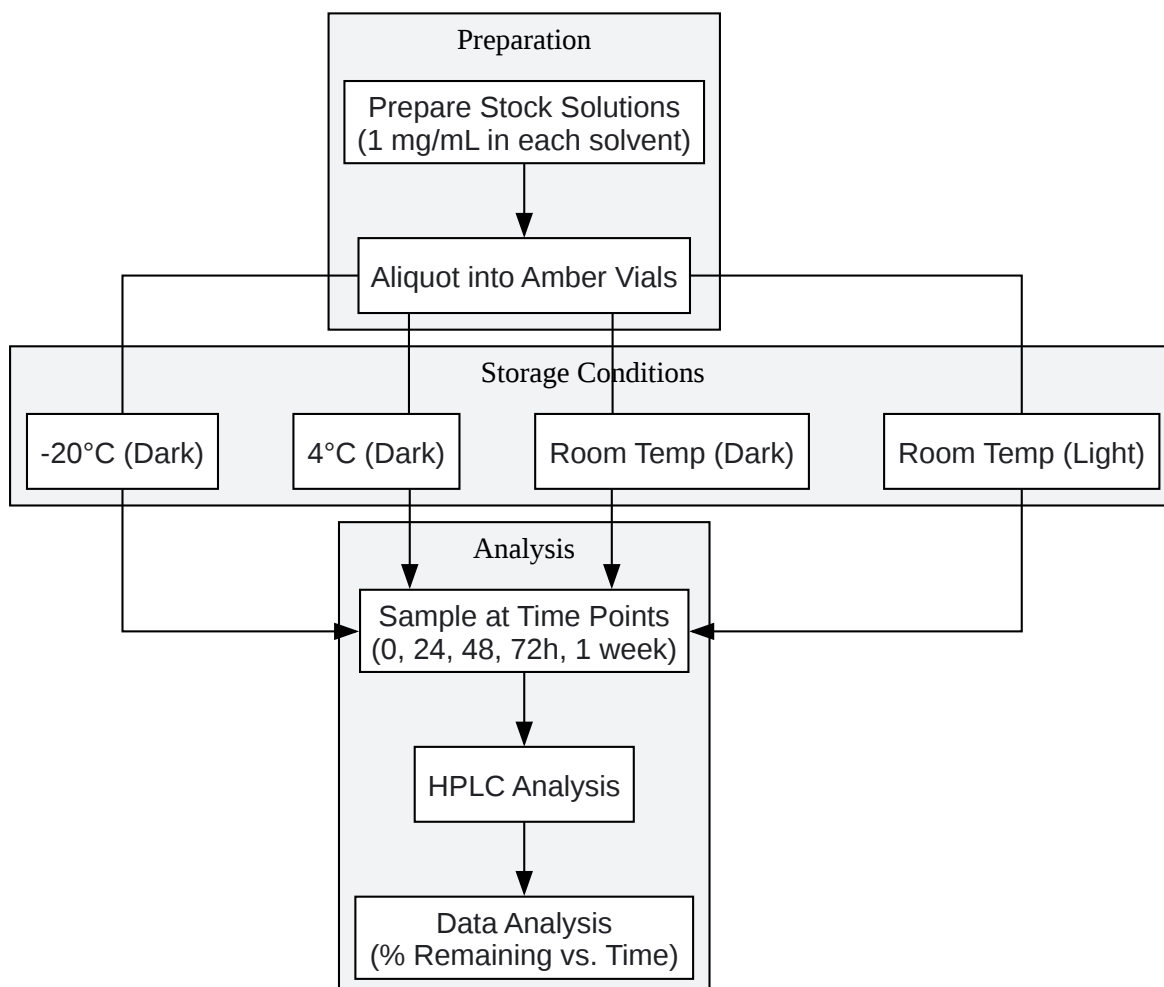 Preparation
Prepare Stock Solutions
(1 mg/mL in each solvent)
Aliquot into Amber Vials
Storage Conditions
-20°C (Dark)
4°C (Dark)
Room Temp (Dark)
Room Temp (Light)
Analysis
Sample at Time Points
(0, 24, 48, 72h, 1 week)
HPLC Analysis
Data Analysis
(% Remaining vs. Time)